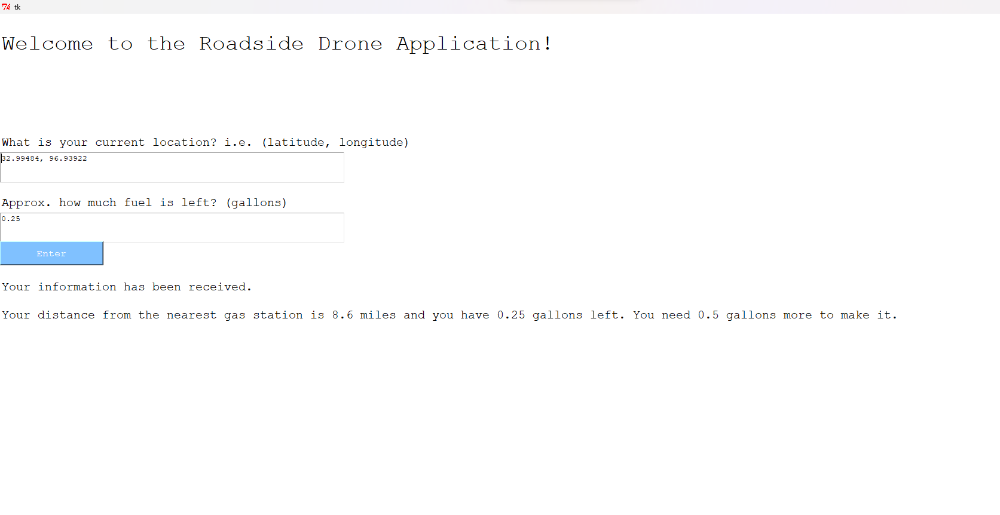 tk
Welcome to the Roadside Drone Application!
What is your current location? i.e. (latitude, longitude)
32.99484, 96.93922
Approx. how much fuel is left? (gallons)
0.25
Enter
Your information has been received.
Your distance from the nearest gas station is 8.6 miles and you have 0.25 gallons left. You need 0.5 gallons more to make it.